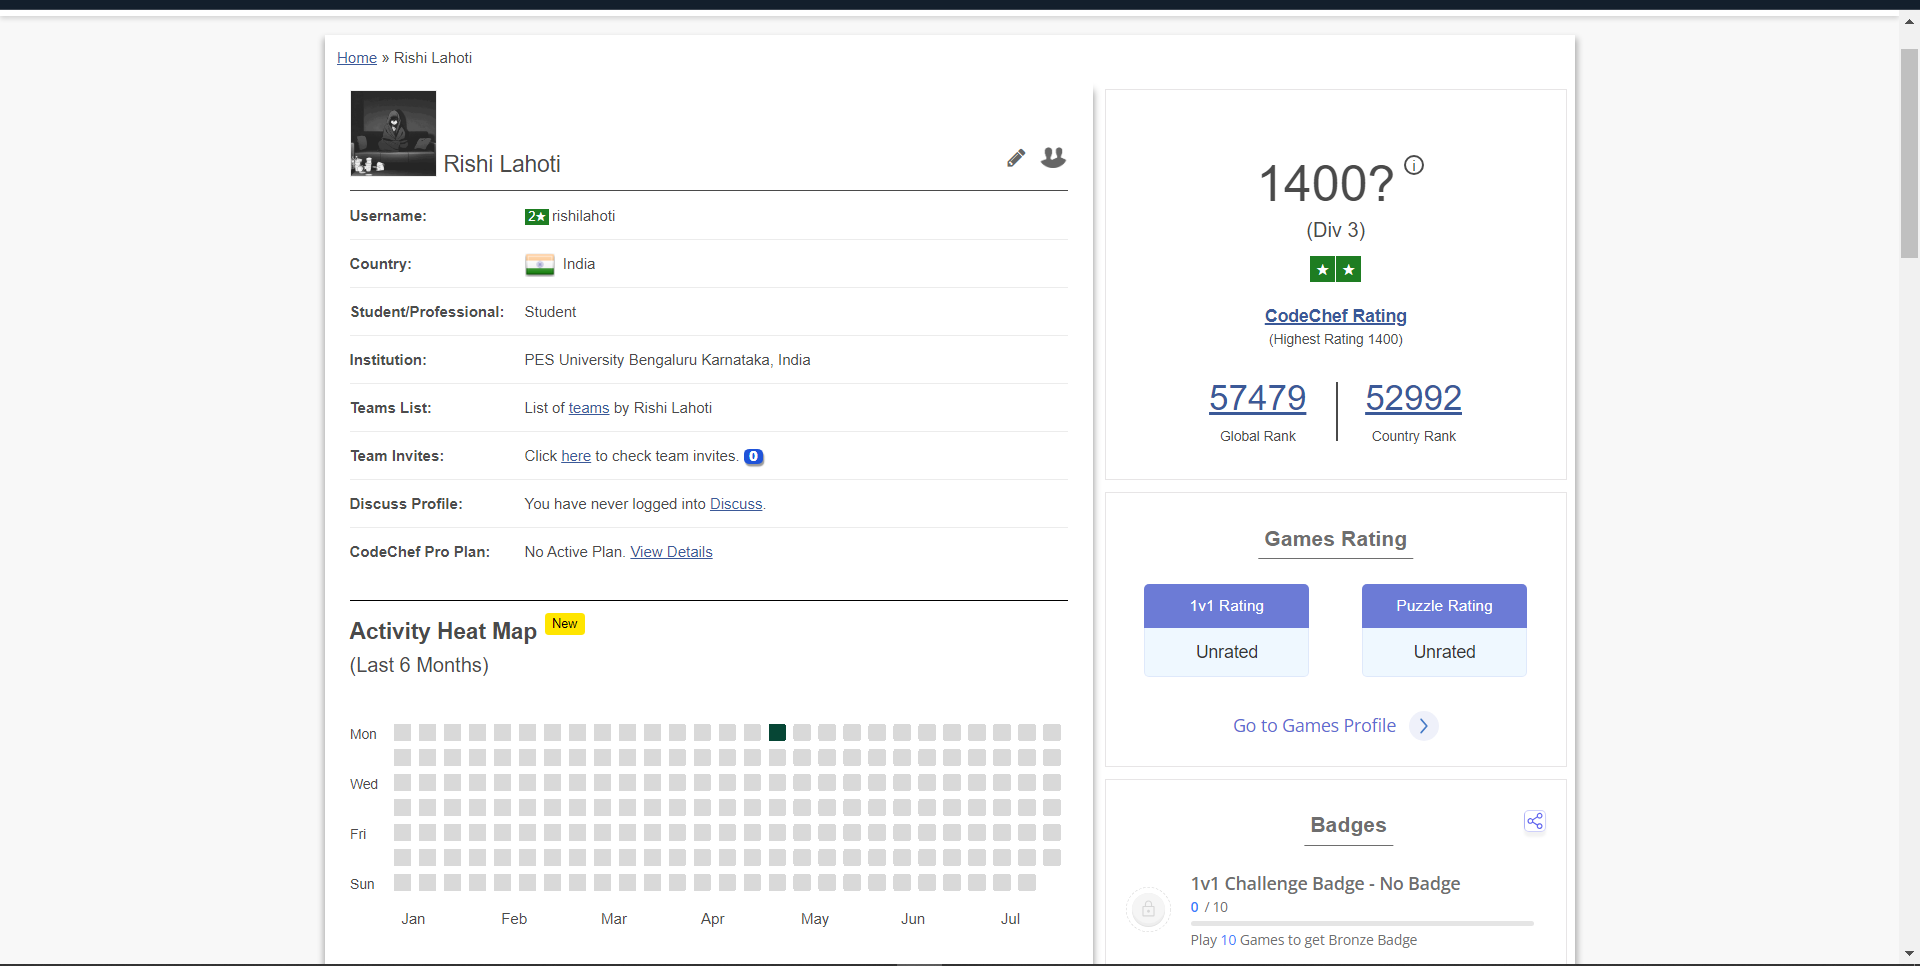 Home » Rishi Lahoti
Rishi Lahoti
Username: 2★ rishilahoti
Country: India
Student/Professional: Student
Institution: PES University Bengaluru Karnataka, India
Teams List: List of teams by Rishi Lahoti
Team Invites: Click here to check team invites. 0
Discuss Profile: You have never logged into Discuss.
CodeChef Pro Plan: No Active Plan. View Details
Activity Heat Map New
(Last 6 Months)
Mon
Wed
Fri
Sun
Jan Feb Mar Apr May Jun Jul
1400? i
(Div 3)
★ ★
CodeChef Rating
(Highest Rating 1400)
57479 52992
Global Rank Country Rank
Games Rating
1v1 Rating Puzzle Rating
Unrated Unrated
Go to Games Profile
Badges
1v1 Challenge Badge - No Badge
0 / 10
Play 10 Games to get Bronze Badge